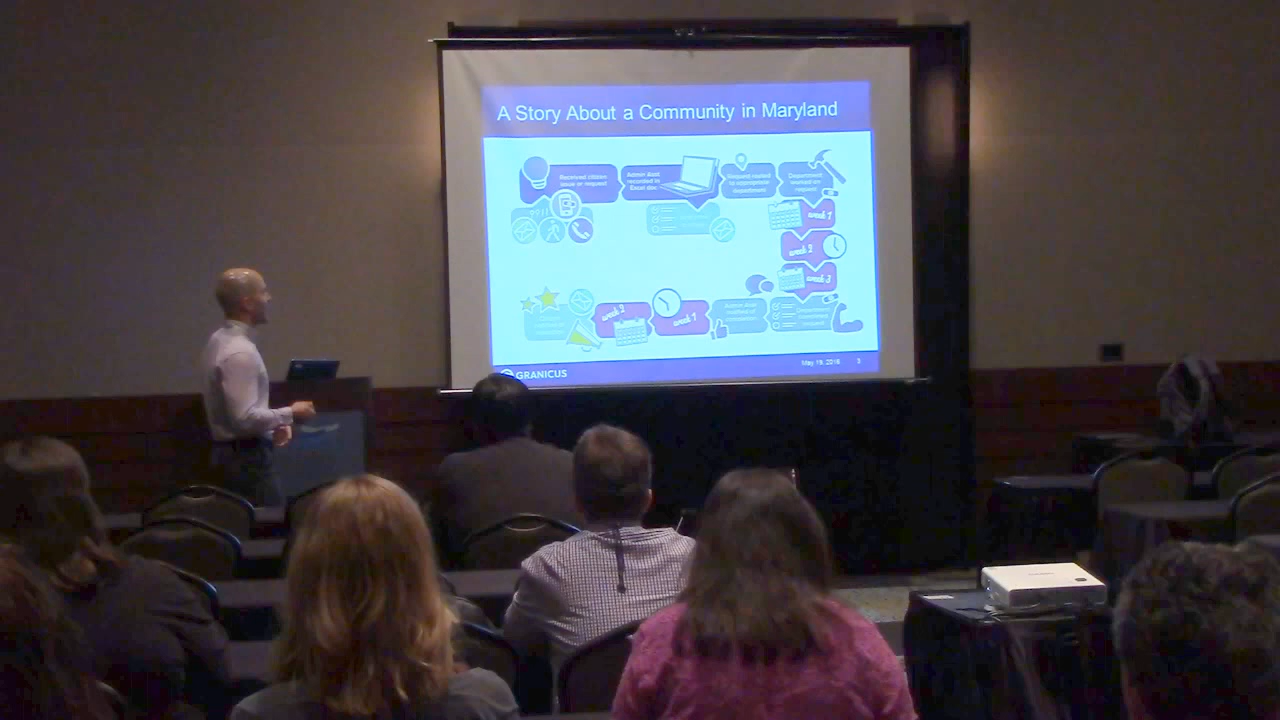 A Story About a Community in Maryland
Received citizen
issue or request
Admin Asst
recorded in
Excel doc
Request routed
to appropriate
department
Department
worked on
request
week 1
week 2
week 3
Department
completed
request
Admin Asst
notified of
completion
week 1
week 2
GRANICUS
May 19, 2016